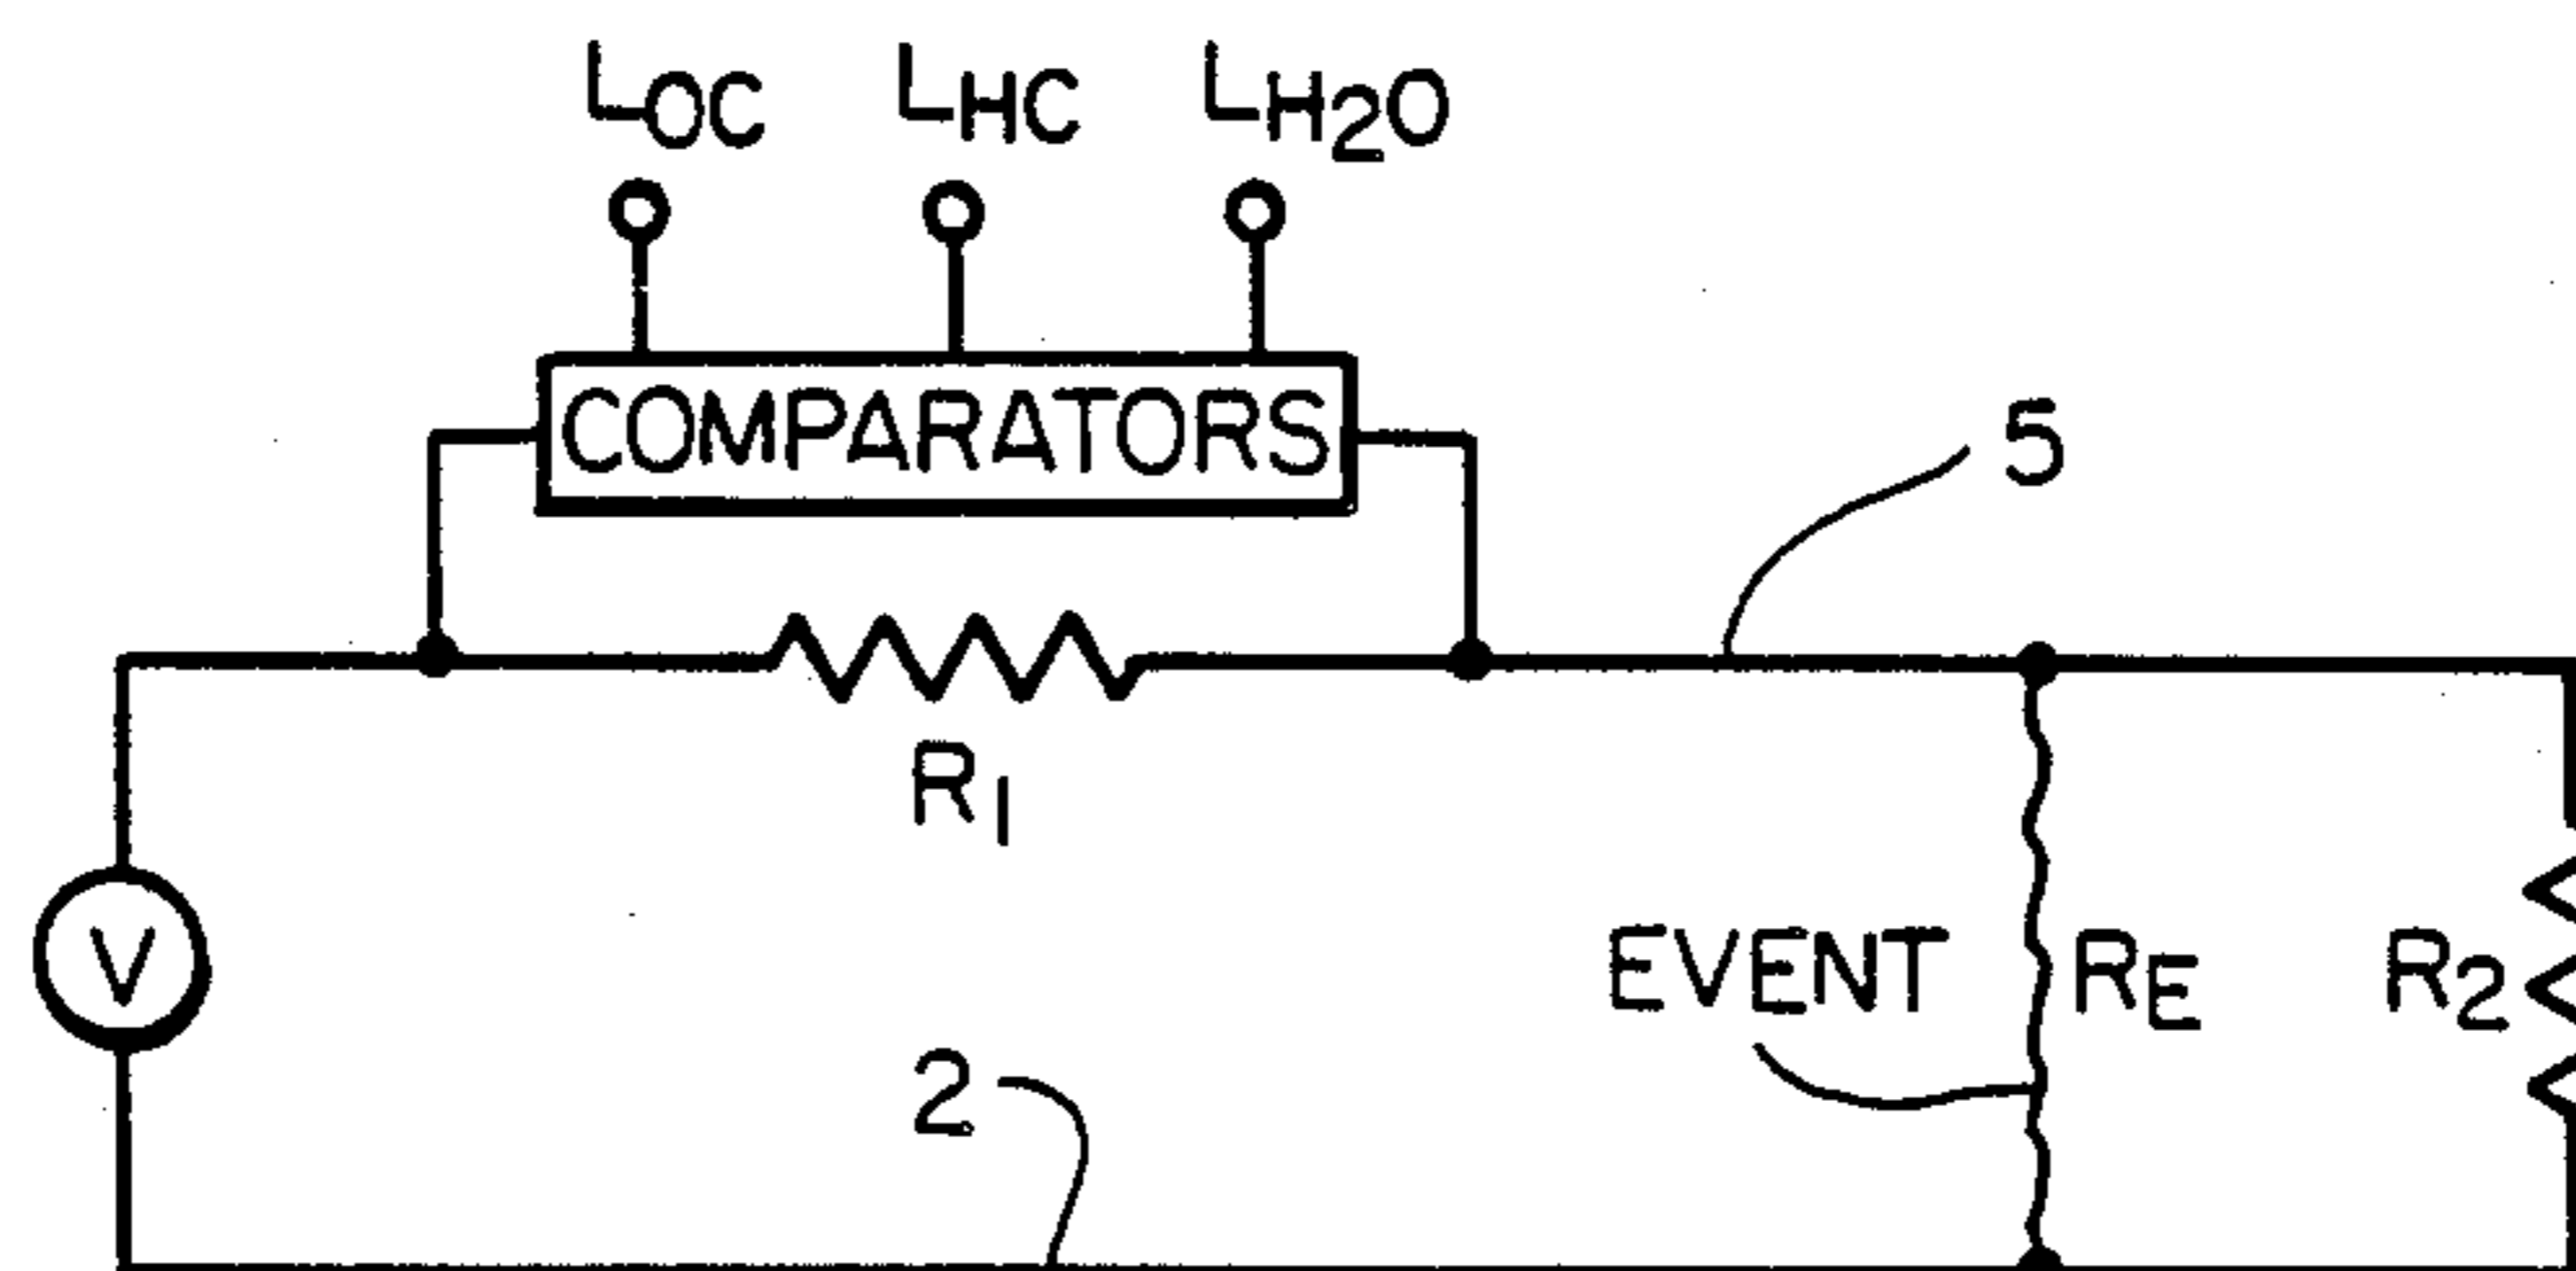 LOC LHC LH2O
COMPARATORS
5
R1
V
EVENT RE R2
2